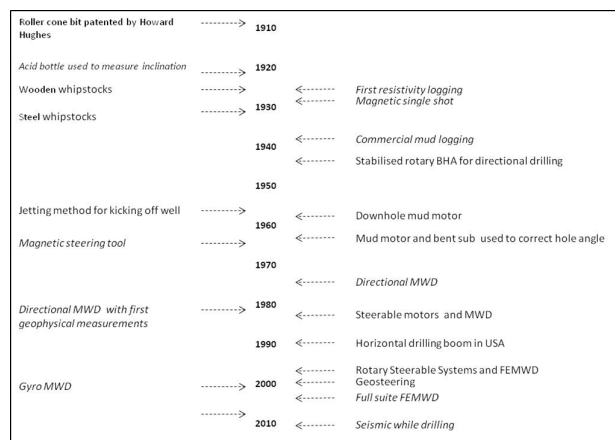 Roller cone bit patented by Howard
Hughes
1910
Acid bottle used to measure inclination
1920
Wooden whipstocks
First resistivity logging
Magnetic single shot
1930
Steel whipstocks
Commercial mud logging
1940
Stabilised rotary BHA for directional drilling
1950
Jetting method for kicking off well
Downhole mud motor
1960
Mud motor and bent sub used to correct hole angle
Magnetic steering tool
1970
Directional MWD
1980
Directional MWD with first
geophysical measurements
Steerable motors and MWD
1990
Horizontal drilling boom in USA
Rotary Steerable Systems and FEMWD
Geosteering
2000
Gyro MWD
Full suite FEMWD
2010
Seismic while drilling